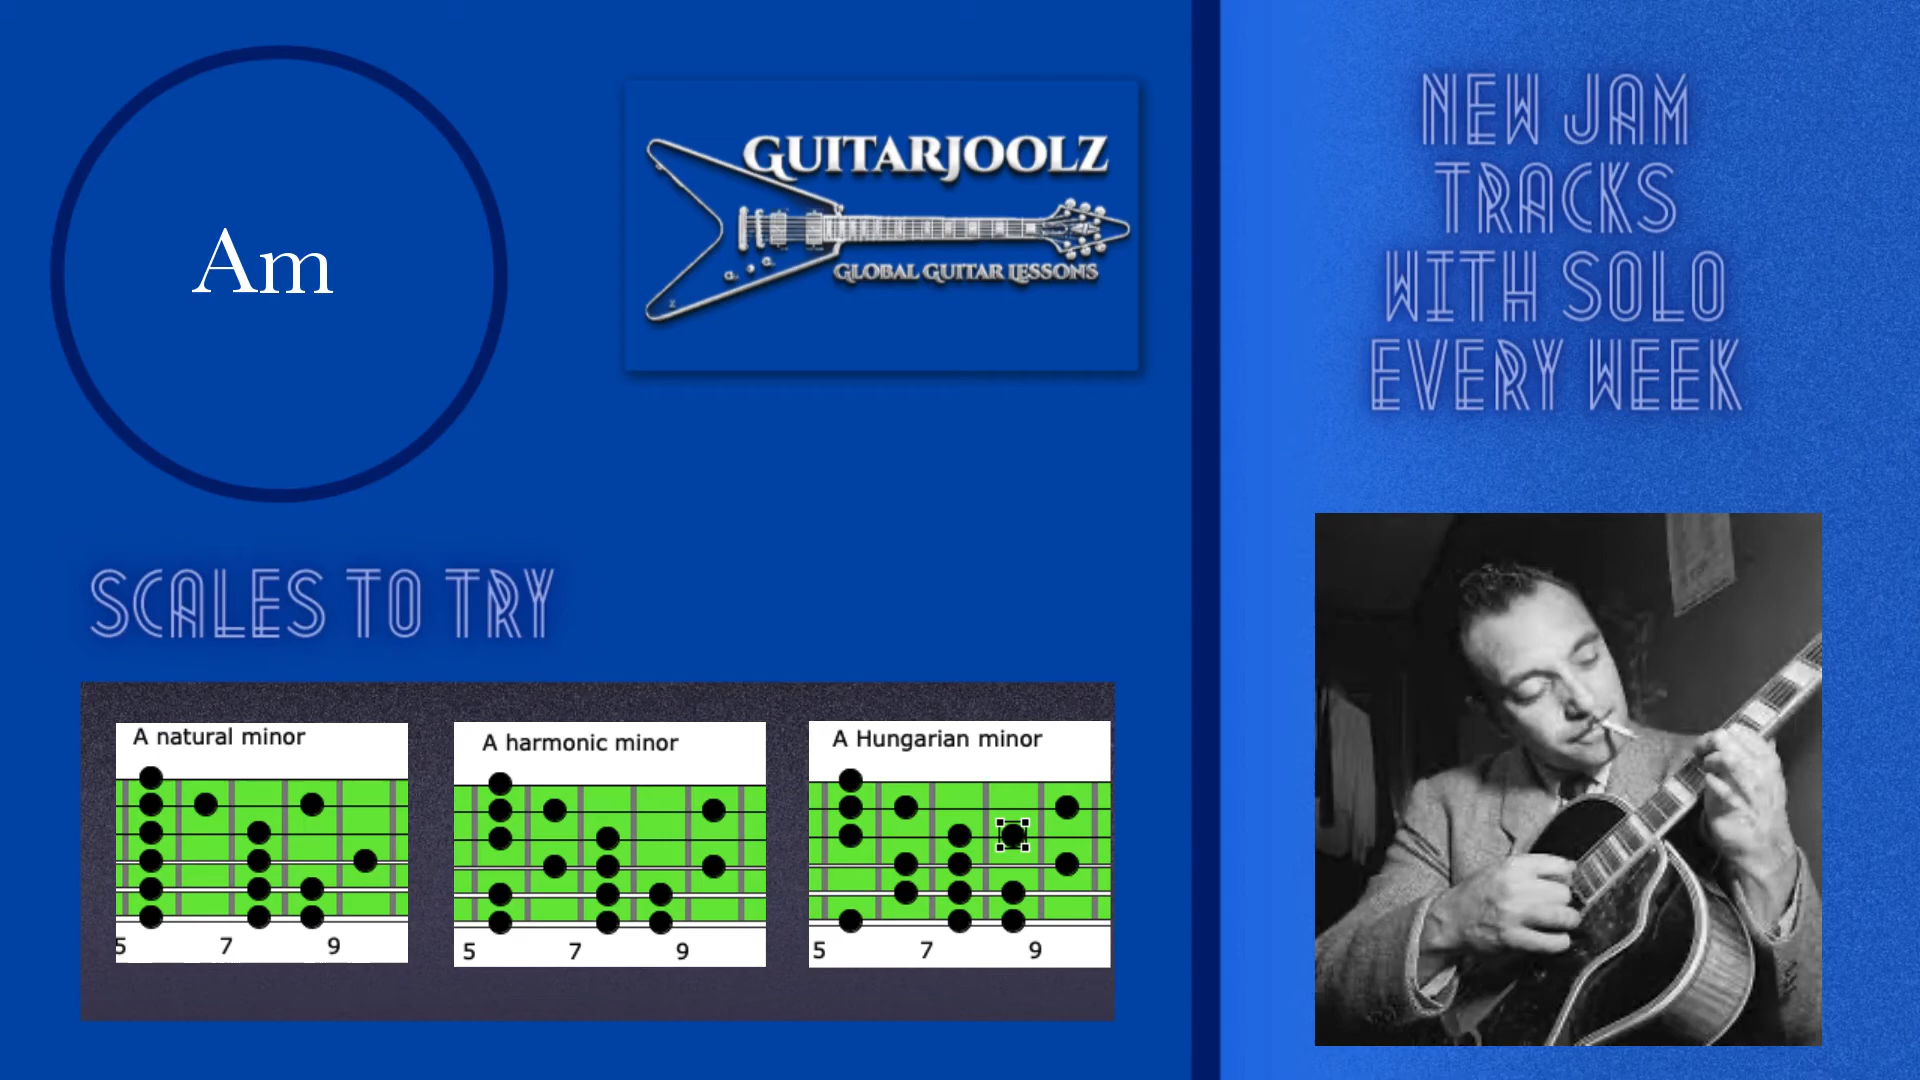 Am
GUITARJOOLZ
GLOBAL GUITAR LESSONS
NEW JAM
TRACKS
WITH SOLO
EVERY WEEK
SCALES TO TRY
A natural minor
5 7 9
A harmonic minor
5 7 9
A Hungarian minor
5 7 9